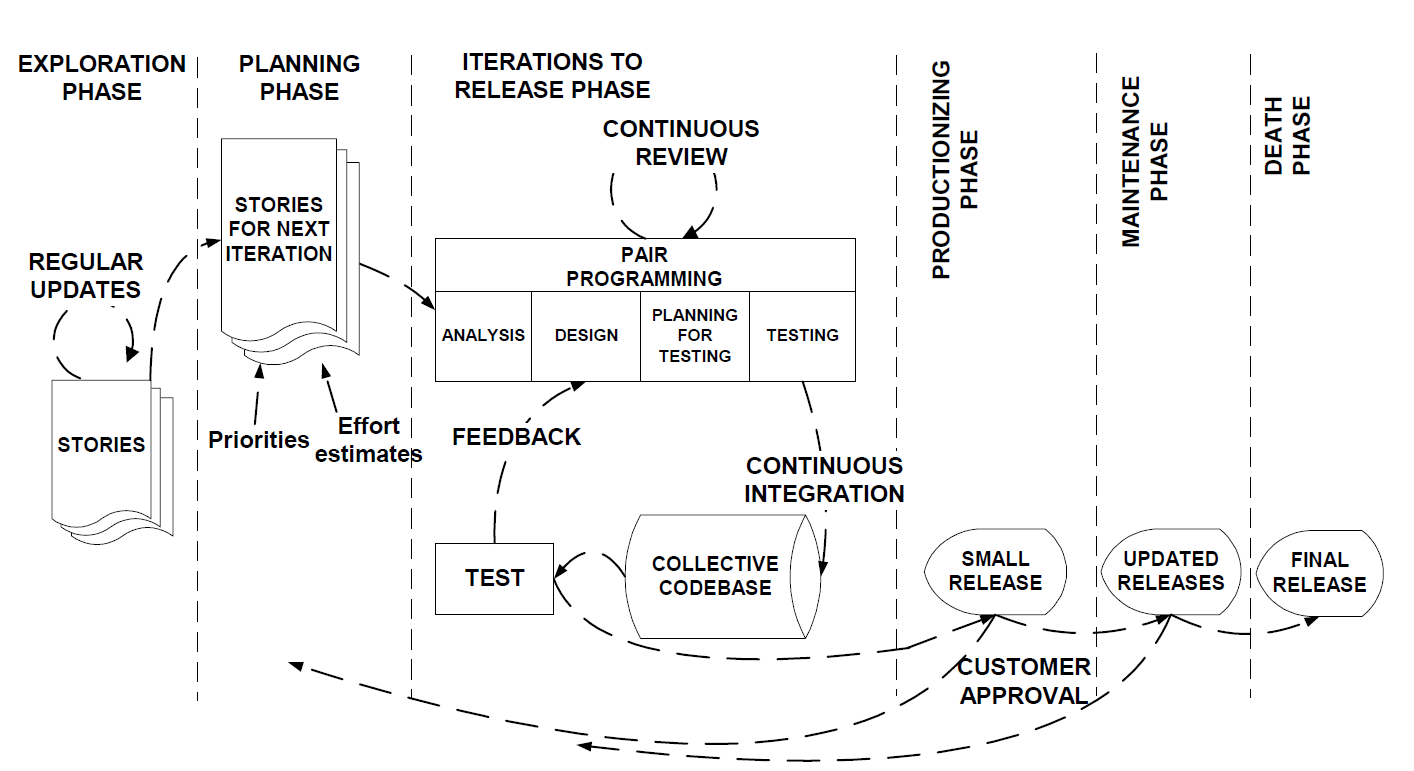 EXPLORATION
PHASE
PLANNING
PHASE
ITERATIONS TO
RELEASE PHASE
PRODUCTIONIZING
PHASE
MAINTENANCE
PHASE
DEATH
PHASE
CONTINUOUS
REVIEW
STORIES
FOR NEXT
ITERATION
REGULAR
UPDATES
PAIR
PROGRAMMING
ANALYSIS
DESIGN
PLANNING
FOR
TESTING
TESTING
STORIES
Priorities
Effort
estimates
FEEDBACK
CONTINUOUS
INTEGRATION
TEST
COLLECTIVE
CODEBASE
SMALL
RELEASE
UPDATED
RELEASES
FINAL
RELEASE
CUSTOMER
APPROVAL